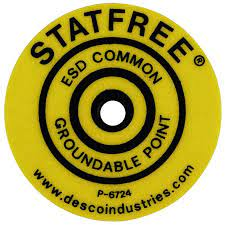 STATFREE®
ESD COMMON
GROUNDABLE POINT
P-6724
www.descoindustries.com